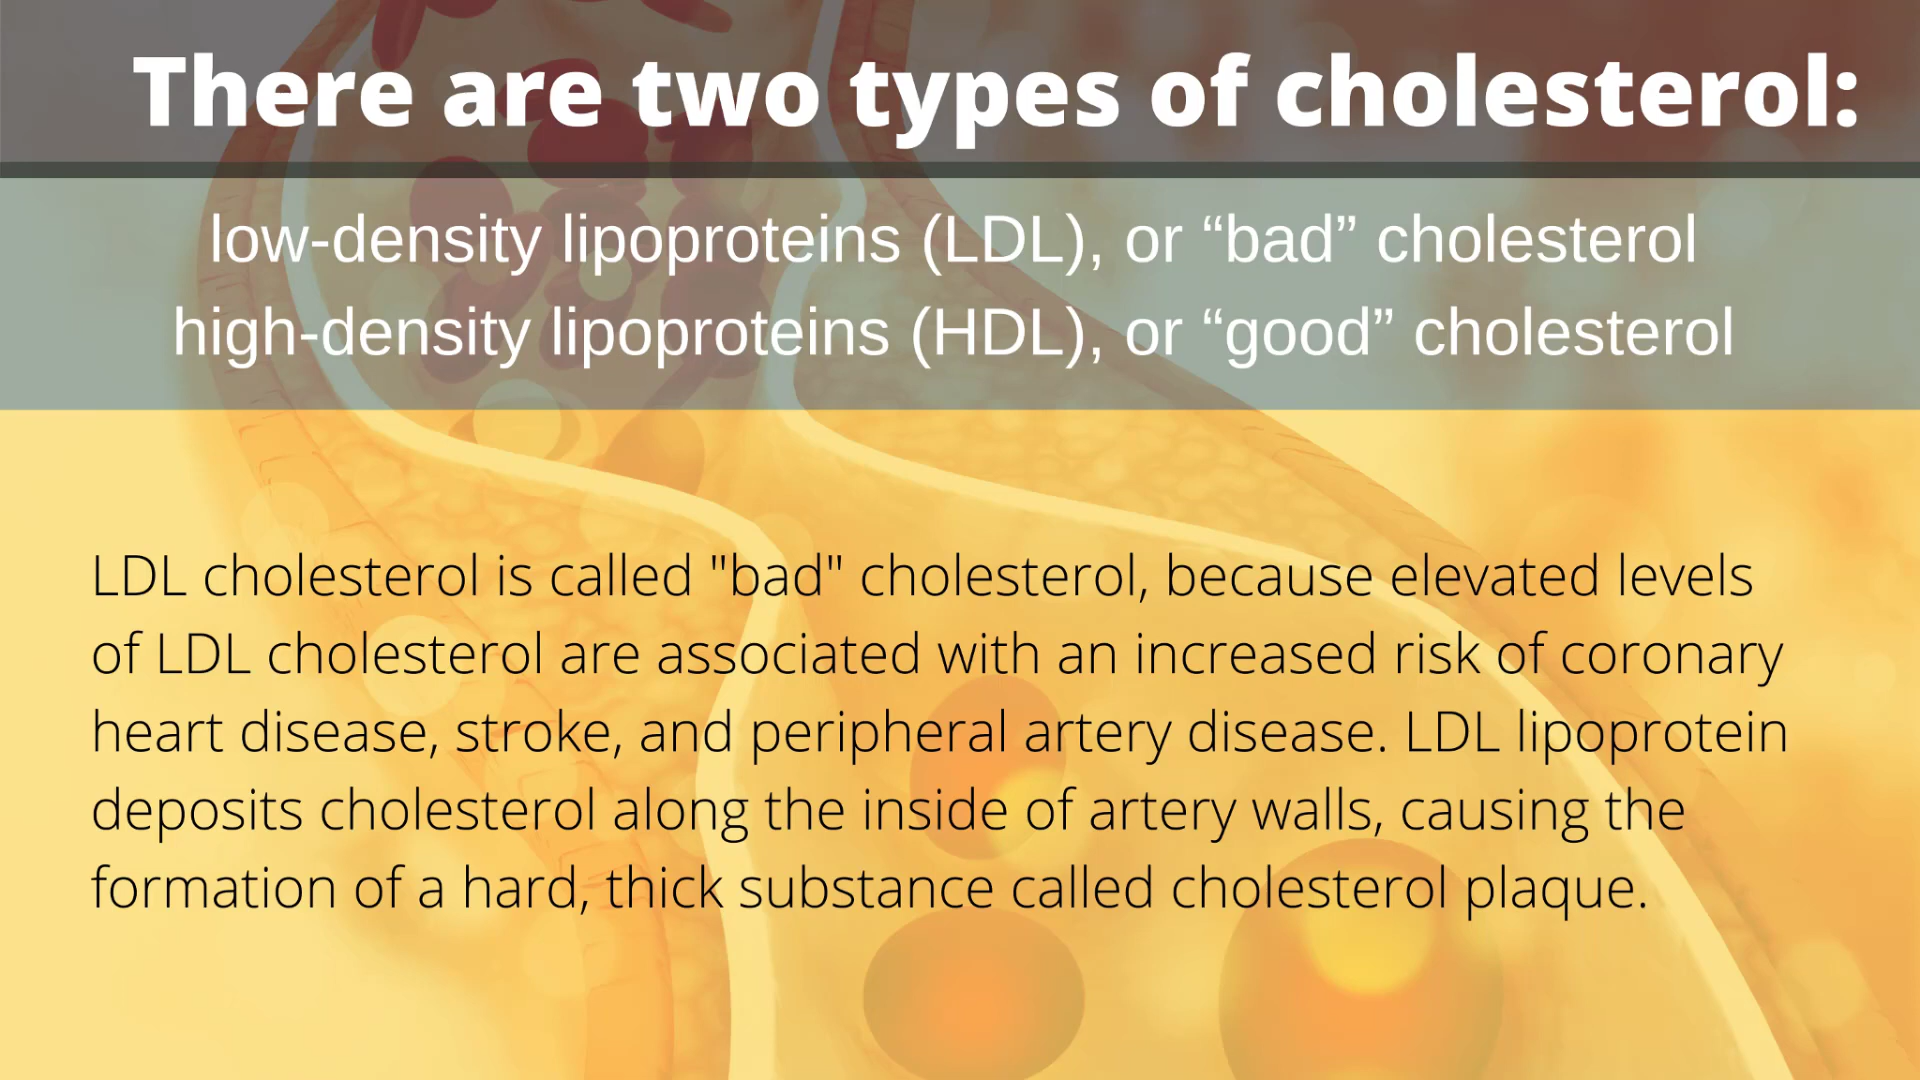 There are two types of cholesterol:
low-density lipoproteins (LDL), or “bad” cholesterol
high-density lipoproteins (HDL), or “good” cholesterol
LDL cholesterol is called "bad" cholesterol, because elevated levels
of LDL cholesterol are associated with an increased risk of coronary
heart disease, stroke, and peripheral artery disease. LDL lipoprotein
deposits cholesterol along the inside of artery walls, causing the
formation of a hard, thick substance called cholesterol plaque.